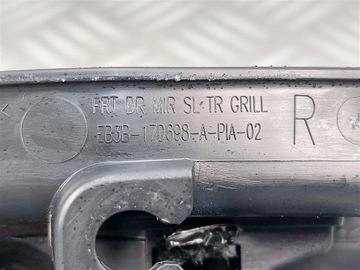 FRT DR MIR SL-TR GRILL
EB3B-17D698-A-PIA-02
R